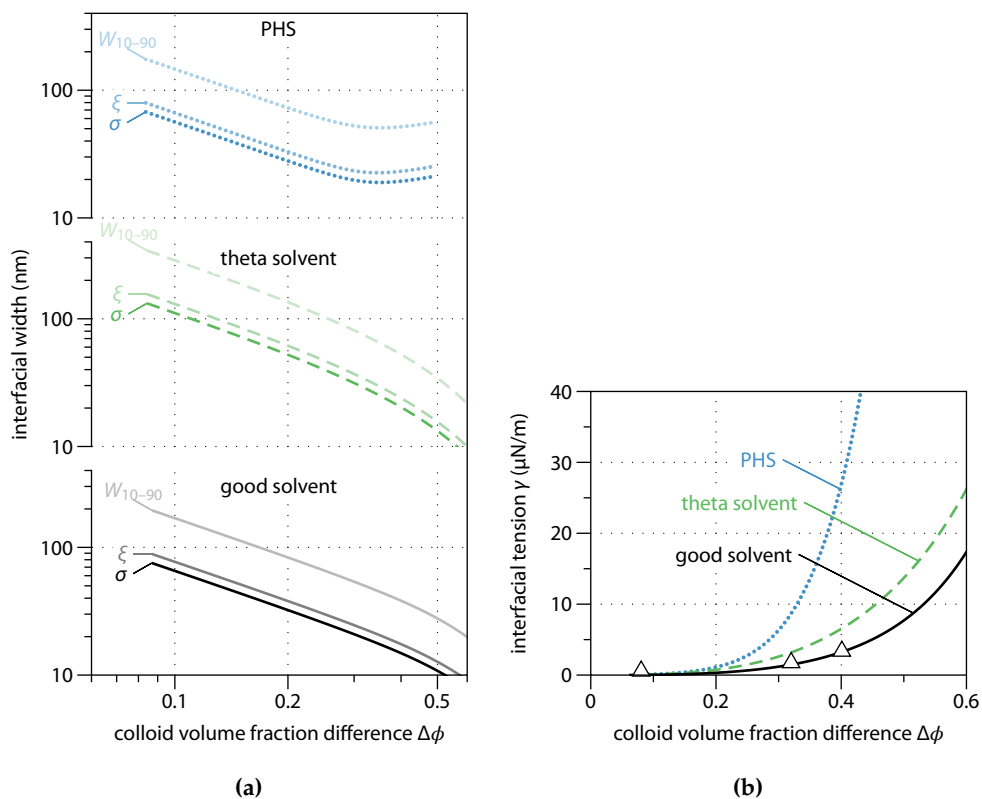 PHS
W10–90
100
ξ
σ
10
W10–90
theta solvent
ξ
σ
100
10
good solvent
W10–90
100
ξ
σ
10
0.1 0.2 0.5
interfacial width (nm)
colloid volume fraction difference Δϕ
(a)
40
30
20
10
0
PHS
theta solvent
good solvent
0 0.2 0.4 0.6
interfacial tension γ (μN/m)
colloid volume fraction difference Δϕ
(b)